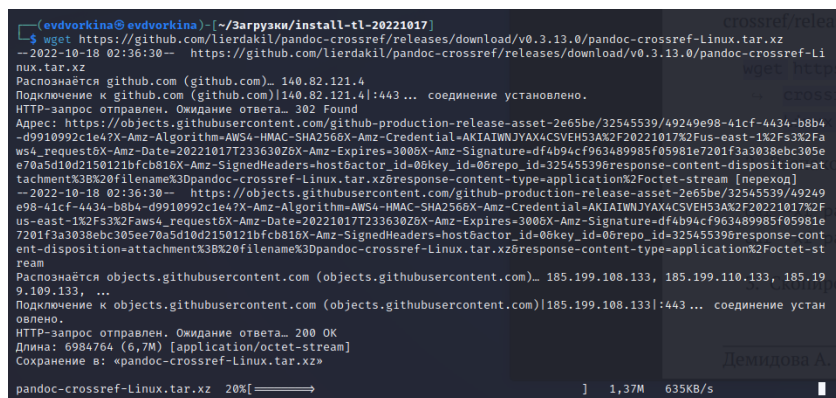 (evdvorkina㉿evdvorkina)-[~/Загрузки/install-tl-20221017]
$ wget https://github.com/lierdakil/pandoc-crossref/releases/download/v0.3.13.0/pandoc-crossref-Linux.tar.xz
--2022-10-18 02:36:30--  https://github.com/lierdakil/pandoc-crossref/releases/download/v0.3.13.0/pandoc-crossref-Li
nux.tar.xz
Распознаётся github.com (github.com)… 140.82.121.4
Подключение к github.com (github.com)|140.82.121.4|:443... соединение установлено.
HTTP-запрос отправлен. Ожидание ответа… 302 Found
Адрес: https://objects.githubusercontent.com/github-production-release-asset-2e65be/32545539/49249e98-41cf-4434-b8b4
-d9910992c1e4?X-Amz-Algorithm=AWS4-HMAC-SHA256&X-Amz-Credential=AKIAIWNJYAX4CSVEH53A%2F20221017%2Fus-east-1%2Fs3%2Fa
ws4_request&X-Amz-Date=20221017T233630Z&X-Amz-Expires=300&X-Amz-Signature=df4b94cf963489985f05981e7201f3a3038ebc305e
e70a5d10d2150121bfcb81&X-Amz-SignedHeaders=host&actor_id=0&key_id=0&repo_id=32545539&response-content-disposition=at
tachment%3B%20filename%3Dpandoc-crossref-Linux.tar.xz&response-content-type=application%2Foctet-stream [переход]
--2022-10-18 02:36:30--  https://objects.githubusercontent.com/github-production-release-asset-2e65be/32545539/49249
e98-41cf-4434-b8b4-d9910992c1e4?X-Amz-Algorithm=AWS4-HMAC-SHA256&X-Amz-Credential=AKIAIWNJYAX4CSVEH53A%2F20221017%2F
us-east-1%2Fs3%2Faws4_request&X-Amz-Date=20221017T233630Z&X-Amz-Expires=300&X-Amz-Signature=df4b94cf963489985f05981e
7201f3a3038ebc305ee70a5d10d2150121bfcb81&X-Amz-SignedHeaders=host&actor_id=0&key_id=0&repo_id=32545539&response-cont
ent-disposition=attachment%3B%20filename%3Dpandoc-crossref-Linux.tar.xz&response-content-type=application%2Foctet-st
ream
Распознаётся objects.githubusercontent.com (objects.githubusercontent.com)… 185.199.108.133, 185.199.110.133, 185.19
9.109.133, ...
Подключение к objects.githubusercontent.com (objects.githubusercontent.com)|185.199.108.133|:443... соединение устан
овлено.
HTTP-запрос отправлен. Ожидание ответа… 200 OK
Длина: 6984764 (6,7M) [application/octet-stream]
Сохранение в: «pandoc-crossref-Linux.tar.xz»
pandoc-crossref-Linux.tar.xz  20%[=======>                                   ]   1,37M   635KB/s
crossref/relea
wget http
cross
Демидова А.